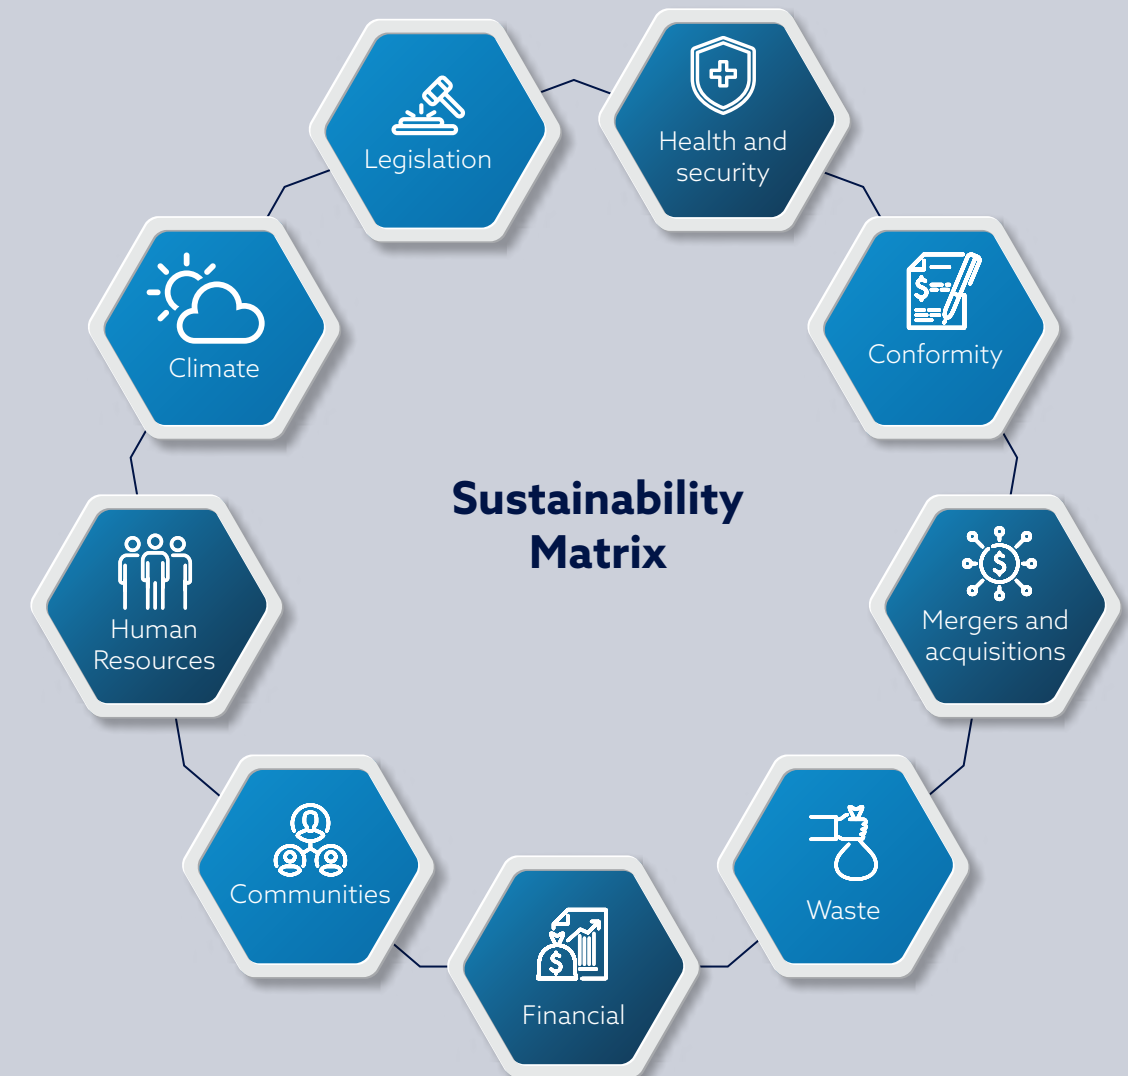 Legislation
Health and
security
Climate
Conformity
Sustainability
Matrix
Human
Resources
Mergers and
acquisitions
Communities
Waste
Financial